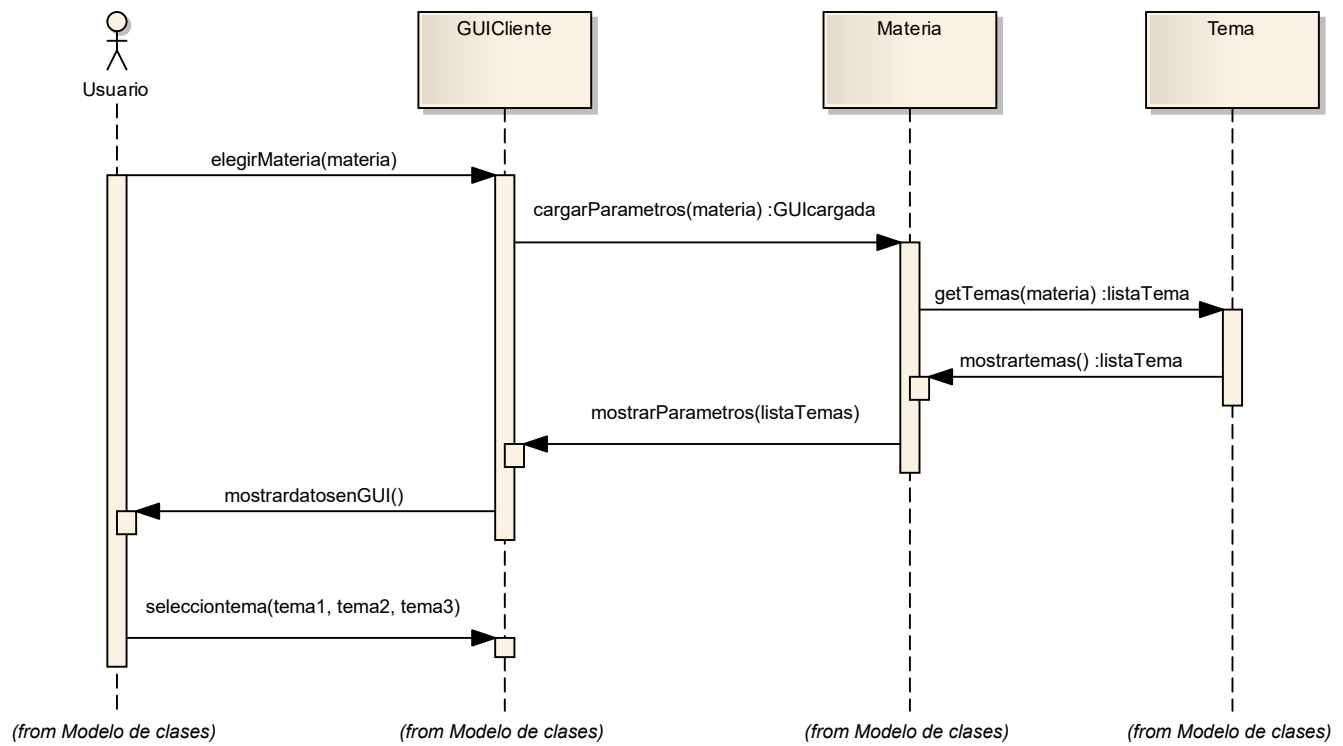 Usuario
GUICliente
Materia
Tema
elegirMateria(materia)
cargarParametros(materia) :GUIcargada
getTemas(materia) :listaTema
mostrartemas() :listaTema
mostrarParametros(listaTemas)
mostrardatosenGUI()
selecciontema(tema1, tema2, tema3)
(from Modelo de clases)
(from Modelo de clases)
(from Modelo de clases)
(from Modelo de clases)